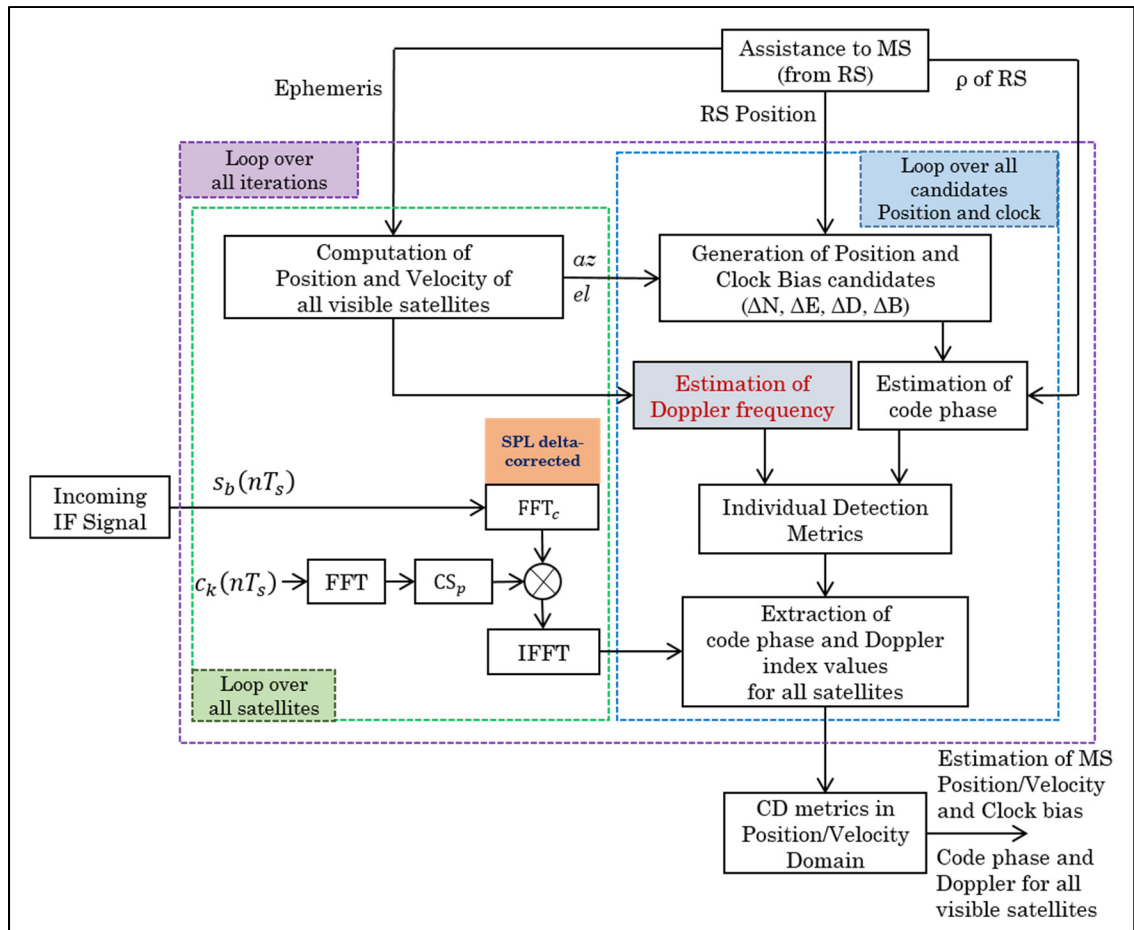 Assistance to MS
(from RS)
Ephemeris
ρ of RS
RS Position
Loop over
all iterations
Loop over all
candidates
Position and clock
Computation of
Position and Velocity of
all visible satellites
az
el
Generation of Position and
Clock Bias candidates
(ΔN, ΔE, ΔD, ΔB)
Estimation of
Doppler frequency
Estimation of
code phase
SPL delta-
corrected
Incoming
IF Signal
s_b(nT_s)
FFT_c
Individual Detection
Metrics
c_k(nT_s)
FFT
CS_p
IFFT
Extraction of
code phase and Doppler
index values
for all satellites
Loop over
all satellites
CD metrics in
Position/Velocity
Domain
Estimation of MS
Position/Velocity
and Clock bias
Code phase and
Doppler for all
visible satellites